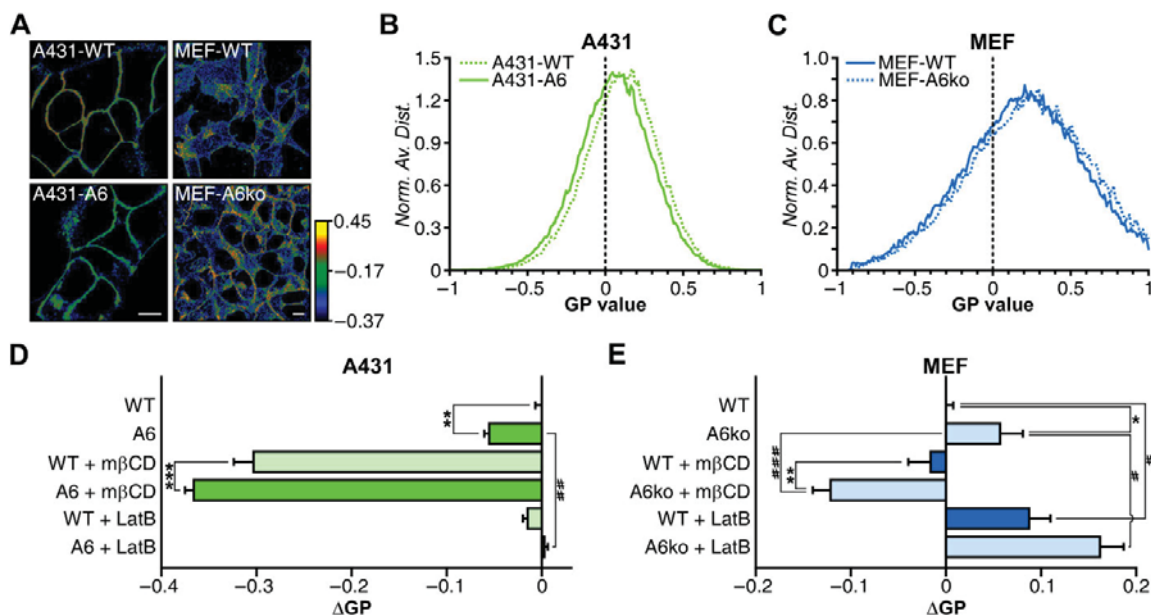 A
A431-WT
MEF-WT
A431-A6
MEF-A6ko
0.45
−0.17
−0.37
B
A431
A431-WT
A431-A6
Norm. Av. Dist.
1.5
1.2
0.9
0.6
0.3
0
−1
−0.5
0
0.5
1
GP value
C
MEF
MEF-WT
MEF-A6ko
Norm. Av. Dist.
1.0
0.8
0.6
0.4
0.2
0
−1
−0.5
0
0.5
1
GP value
D
A431
WT
A6
WT + mβCD
A6 + mβCD
WT + LatB
A6 + LatB
**
***
##
−0.4
−0.3
−0.2
−0.1
0
ΔGP
E
MEF
WT
A6ko
WT + mβCD
A6ko + mβCD
WT + LatB
A6ko + LatB
###
**
*
#
#
−0.2
−0.1
0
0.1
0.2
ΔGP